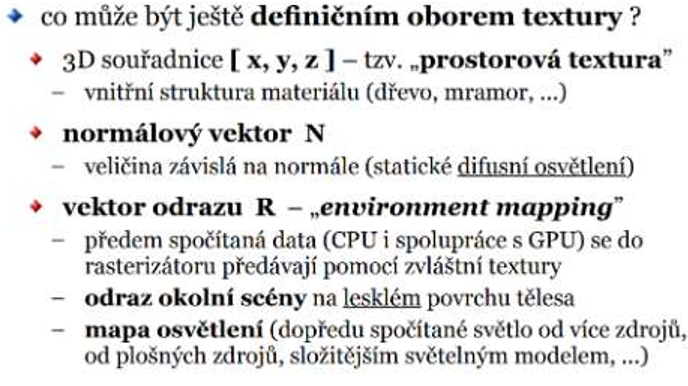 co může být ještě definičním oborem textury ?
3D souřadnice [ x, y, z ] – tzv. „prostorová textura”
– vnitřní struktura materiálu (dřevo, mramor, ...)
normálový vektor N
– veličina závislá na normále (statické difusní osvětlení)
vektor odrazu R – „environment mapping”
– předem spočítaná data (CPU i spolupráce s GPU) se do
rasterizátoru předávají pomocí zvláštní textury
– odraz okolní scény na lesklém povrchu tělesa
– mapa osvětlení (dopředu spočítané světlo od více zdrojů,
od plošných zdrojů, složitějším světelným modelem, ...)